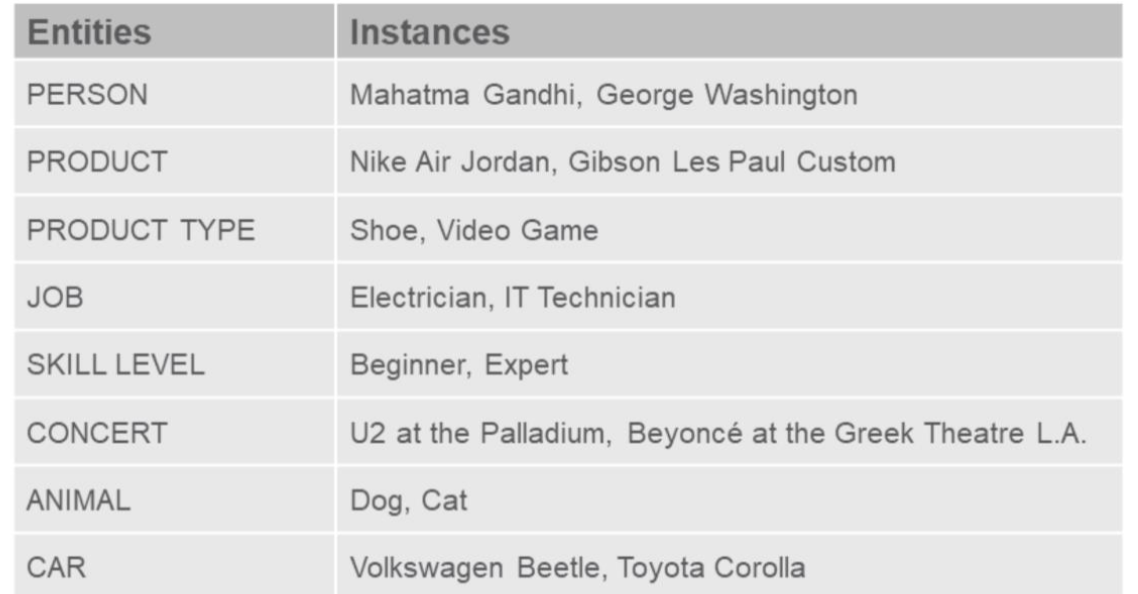 Entities Instances
PERSON Mahatma Gandhi, George Washington
PRODUCT Nike Air Jordan, Gibson Les Paul Custom
PRODUCT TYPE Shoe, Video Game
JOB Electrician, IT Technician
SKILL LEVEL Beginner, Expert
CONCERT U2 at the Palladium, Beyoncé at the Greek Theatre L.A.
ANIMAL Dog, Cat
CAR Volkswagen Beetle, Toyota Corolla